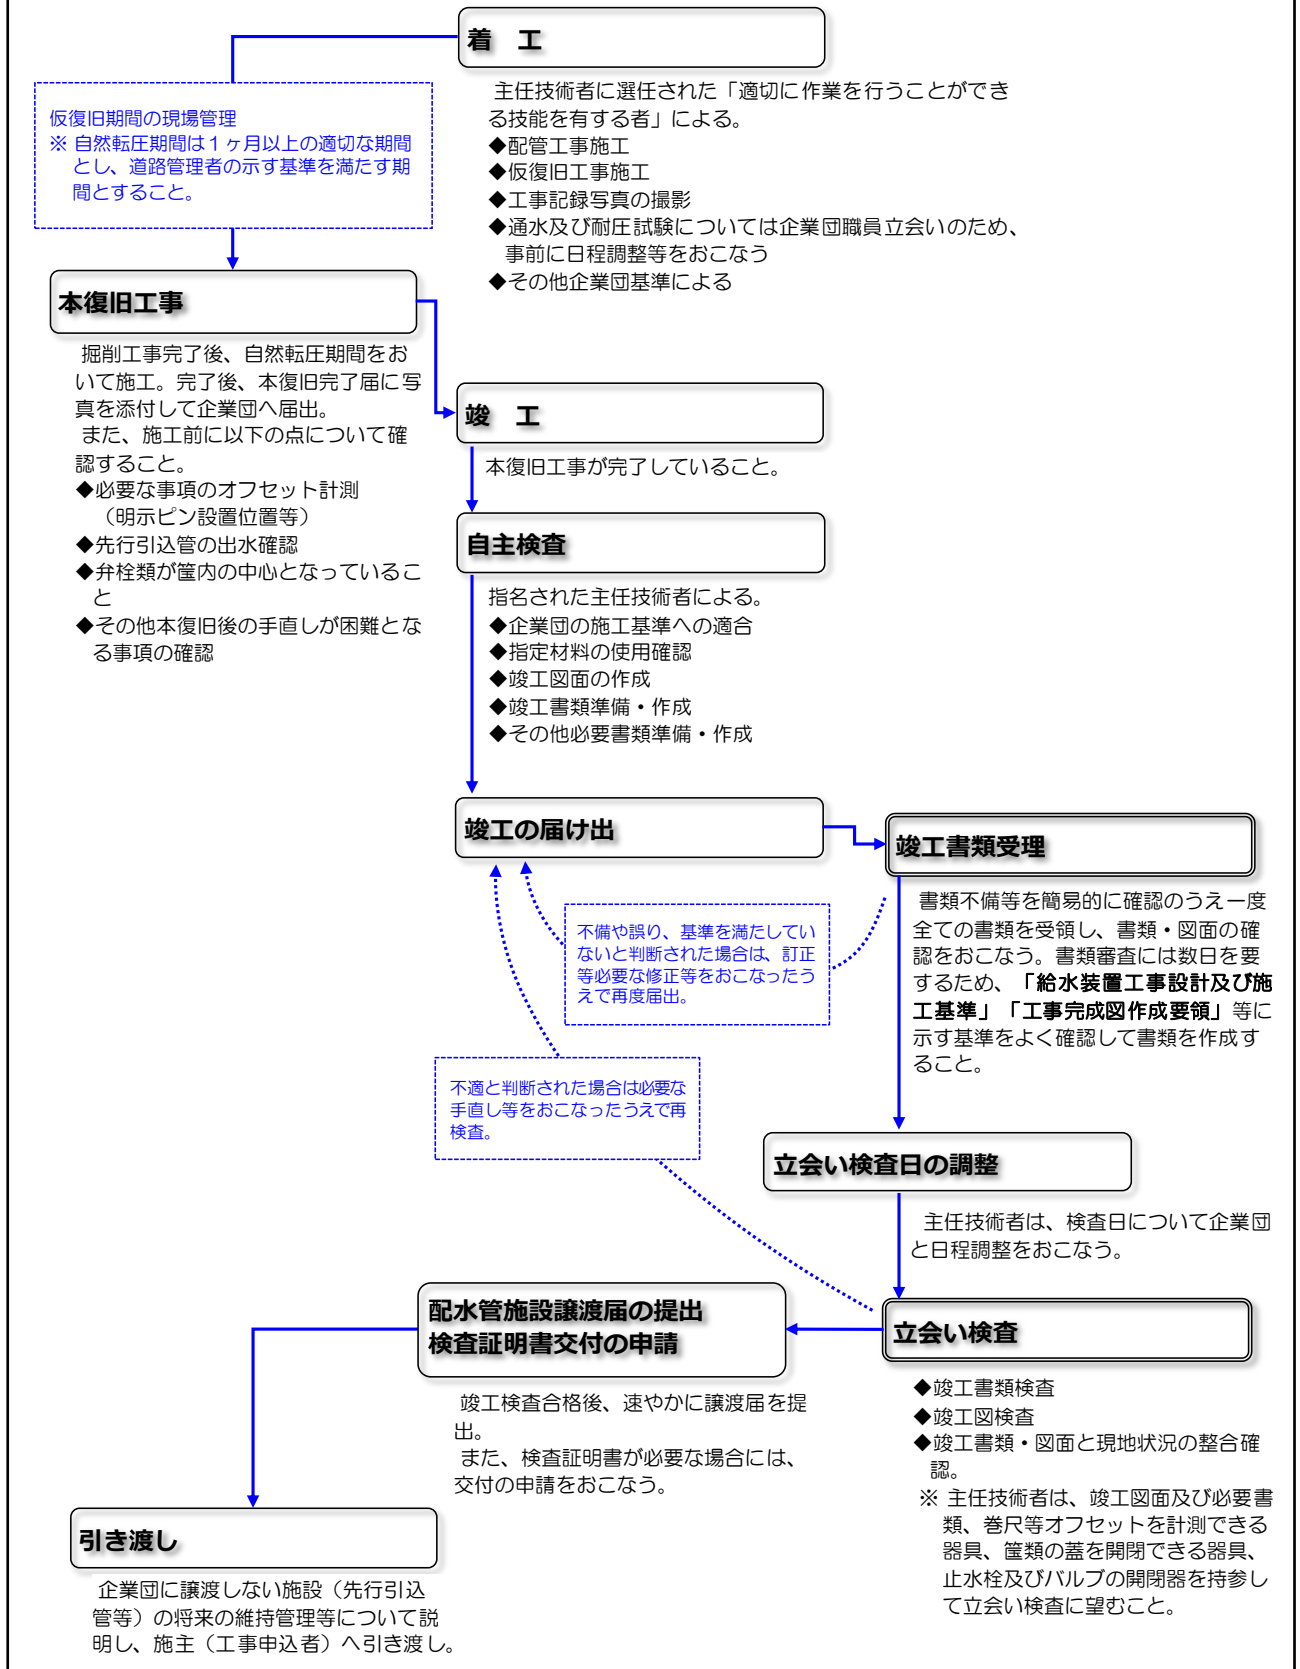 着　工
主任技術者に選任された「適切に作業を行うことができ
る技能を有する者」による。
◆配管工事施工
◆仮復旧工事施工
◆工事記録写真の撮影
◆通水及び耐圧試験については企業団職員立会いのため、
事前に日程調整等をおこなう
◆その他企業団基準による
仮復旧期間の現場管理
※ 自然転圧期間は１ヶ月以上の適切な期間
とし、道路管理者の示す基準を満たす期
間とすること。
本復旧工事
掘削工事完了後、自然転圧期間をお
いて施工。完了後、本復旧完了届に写
真を添付して企業団へ届出。
また、施工前に以下の点について確
認すること。
◆必要な事項のオフセット計測
（明示ピン設置位置等）
◆先行引込管の出水確認
◆弁栓類が筐内の中心となっているこ
と
◆その他本復旧後の手直しが困難とな
る事項の確認
竣　工
本復旧工事が完了していること。
自主検査
指名された主任技術者による。
◆企業団の施工基準への適合
◆指定材料の使用確認
◆竣工図面の作成
◆竣工書類準備・作成
◆その他必要書類準備・作成
竣工の届け出
竣工書類受理
書類不備等を簡易的に確認のうえ一度
全ての書類を受領し、書類・図面の確
認をおこなう。書類審査には数日を要
するため、「給水装置工事設計及び施
工基準」「工事完成図作成要領」等に
示す基準をよく確認して書類を作成す
ること。
不備や誤り、基準を満たしてい
ないと判断された場合は、訂正
等必要な修正等をおこなったう
えで再度届出。
不適と判断された場合は必要な
手直し等をおこなったうえで再
検査。
立会い検査日の調整
主任技術者は、検査日について企業団
と日程調整をおこなう。
立会い検査
◆竣工書類検査
◆竣工図検査
◆竣工書類・図面と現地状況の整合確
認。
※ 主任技術者は、竣工図面及び必要書
類、巻尺等オフセットを計測できる
器具、筐類の蓋を開閉できる器具、
止水栓及びバルブの開閉器を持参し
て立会い検査に望むこと。
配水管施設譲渡届の提出
検査証明書交付の申請
竣工検査合格後、速やかに譲渡届を提
出。
また、検査証明書が必要な場合には、
交付の申請をおこなう。
引き渡し
企業団に譲渡しない施設（先行引込
管等）の将来の維持管理等について説
明し、施主（工事申込者）へ引き渡し。